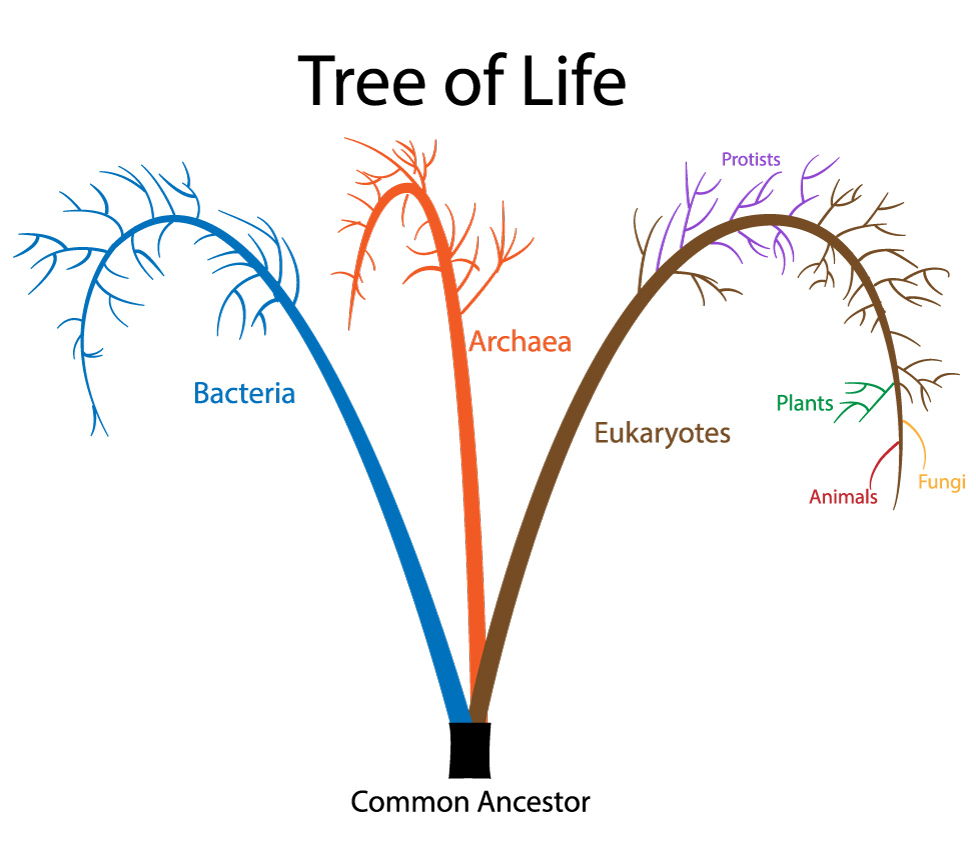 Tree of Life
Protists
Archaea
Bacteria
Plants
Eukaryotes
Fungi
Animals
Common Ancestor